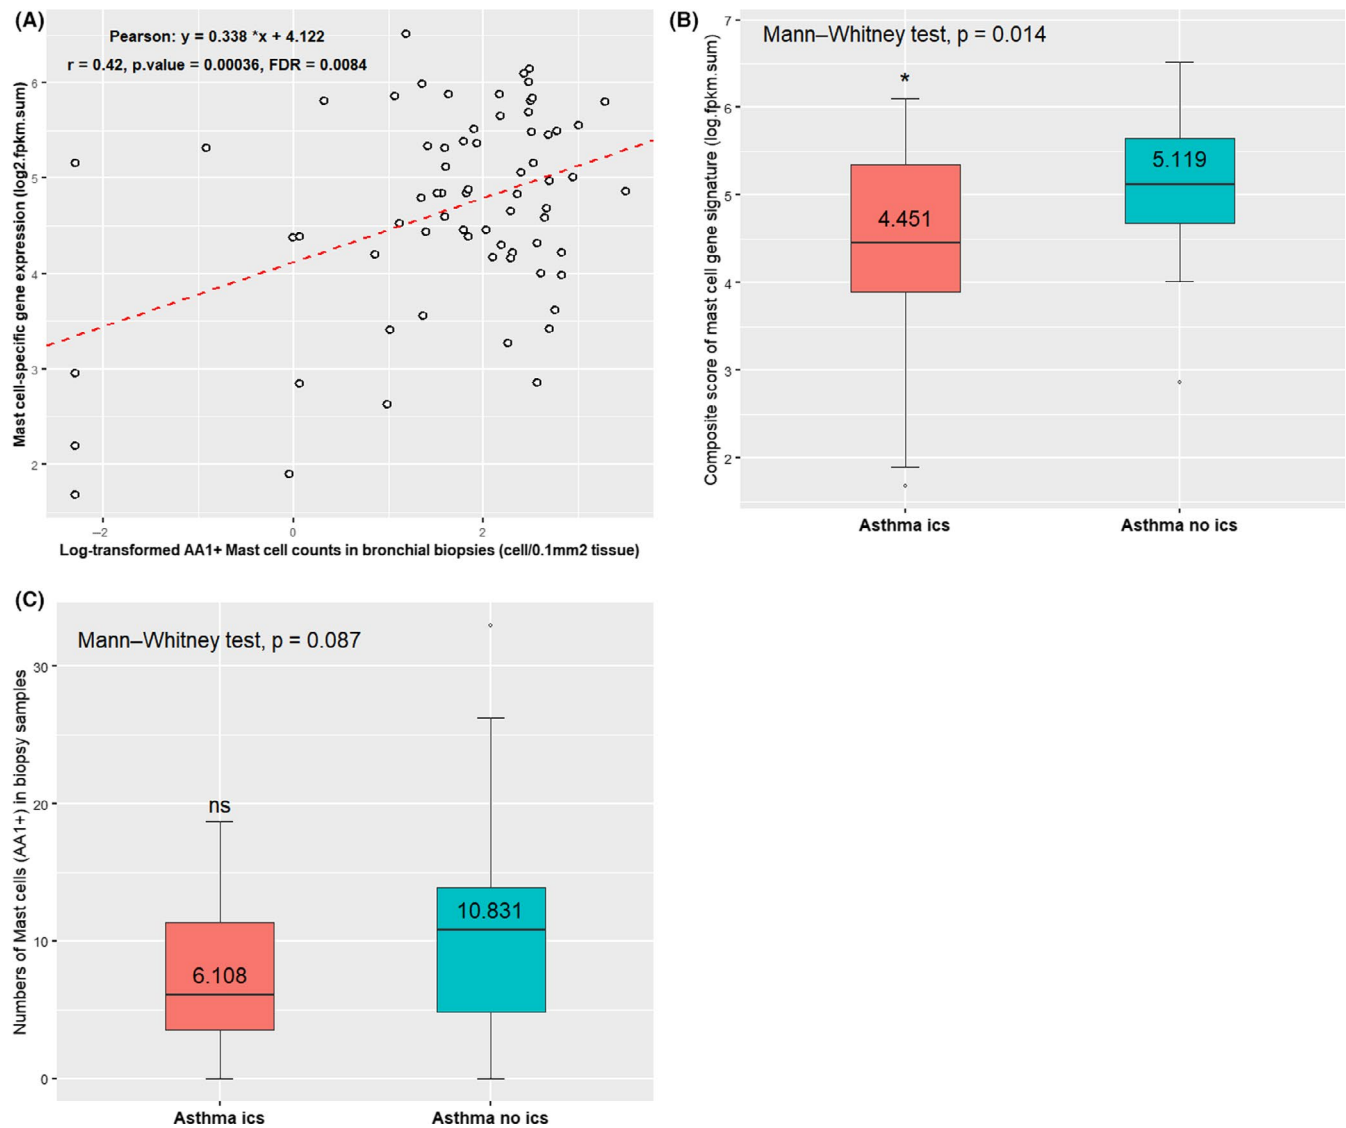 (A)
Pearson: y = 0.338 *x + 4.122
r = 0.42, p.value = 0.00036, FDR = 0.0084
Mast cell-specific gene expression (log2.fpkm.sum)
6
5
4
3
2
−2
0
2
Log-transformed AA1+ Mast cell counts in bronchial biopsies (cell/0.1mm2 tissue)
(B)
Mann–Whitney test, p = 0.014
Composite score of mast cell gene signature (log.fpkm.sum)
7
6
5
4
3
2
*
4.451
5.119
Asthma ics
Asthma no ics
(C)
Mann–Whitney test, p = 0.087
Numbers of Mast cells (AA1+) in biopsy samples
30
20
10
0
ns
6.108
10.831
Asthma ics
Asthma no ics